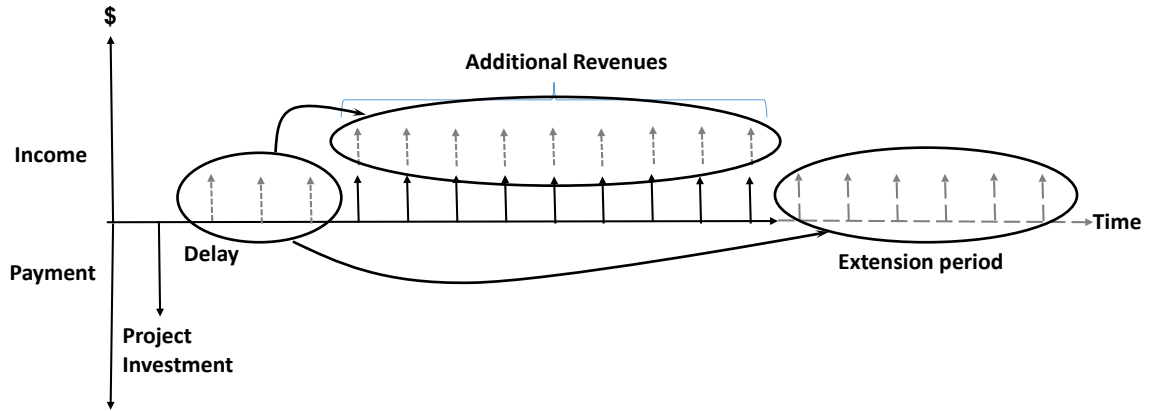 $
Additional Revenues
Income
Time
Delay
Extension period
Payment
Project
Investment